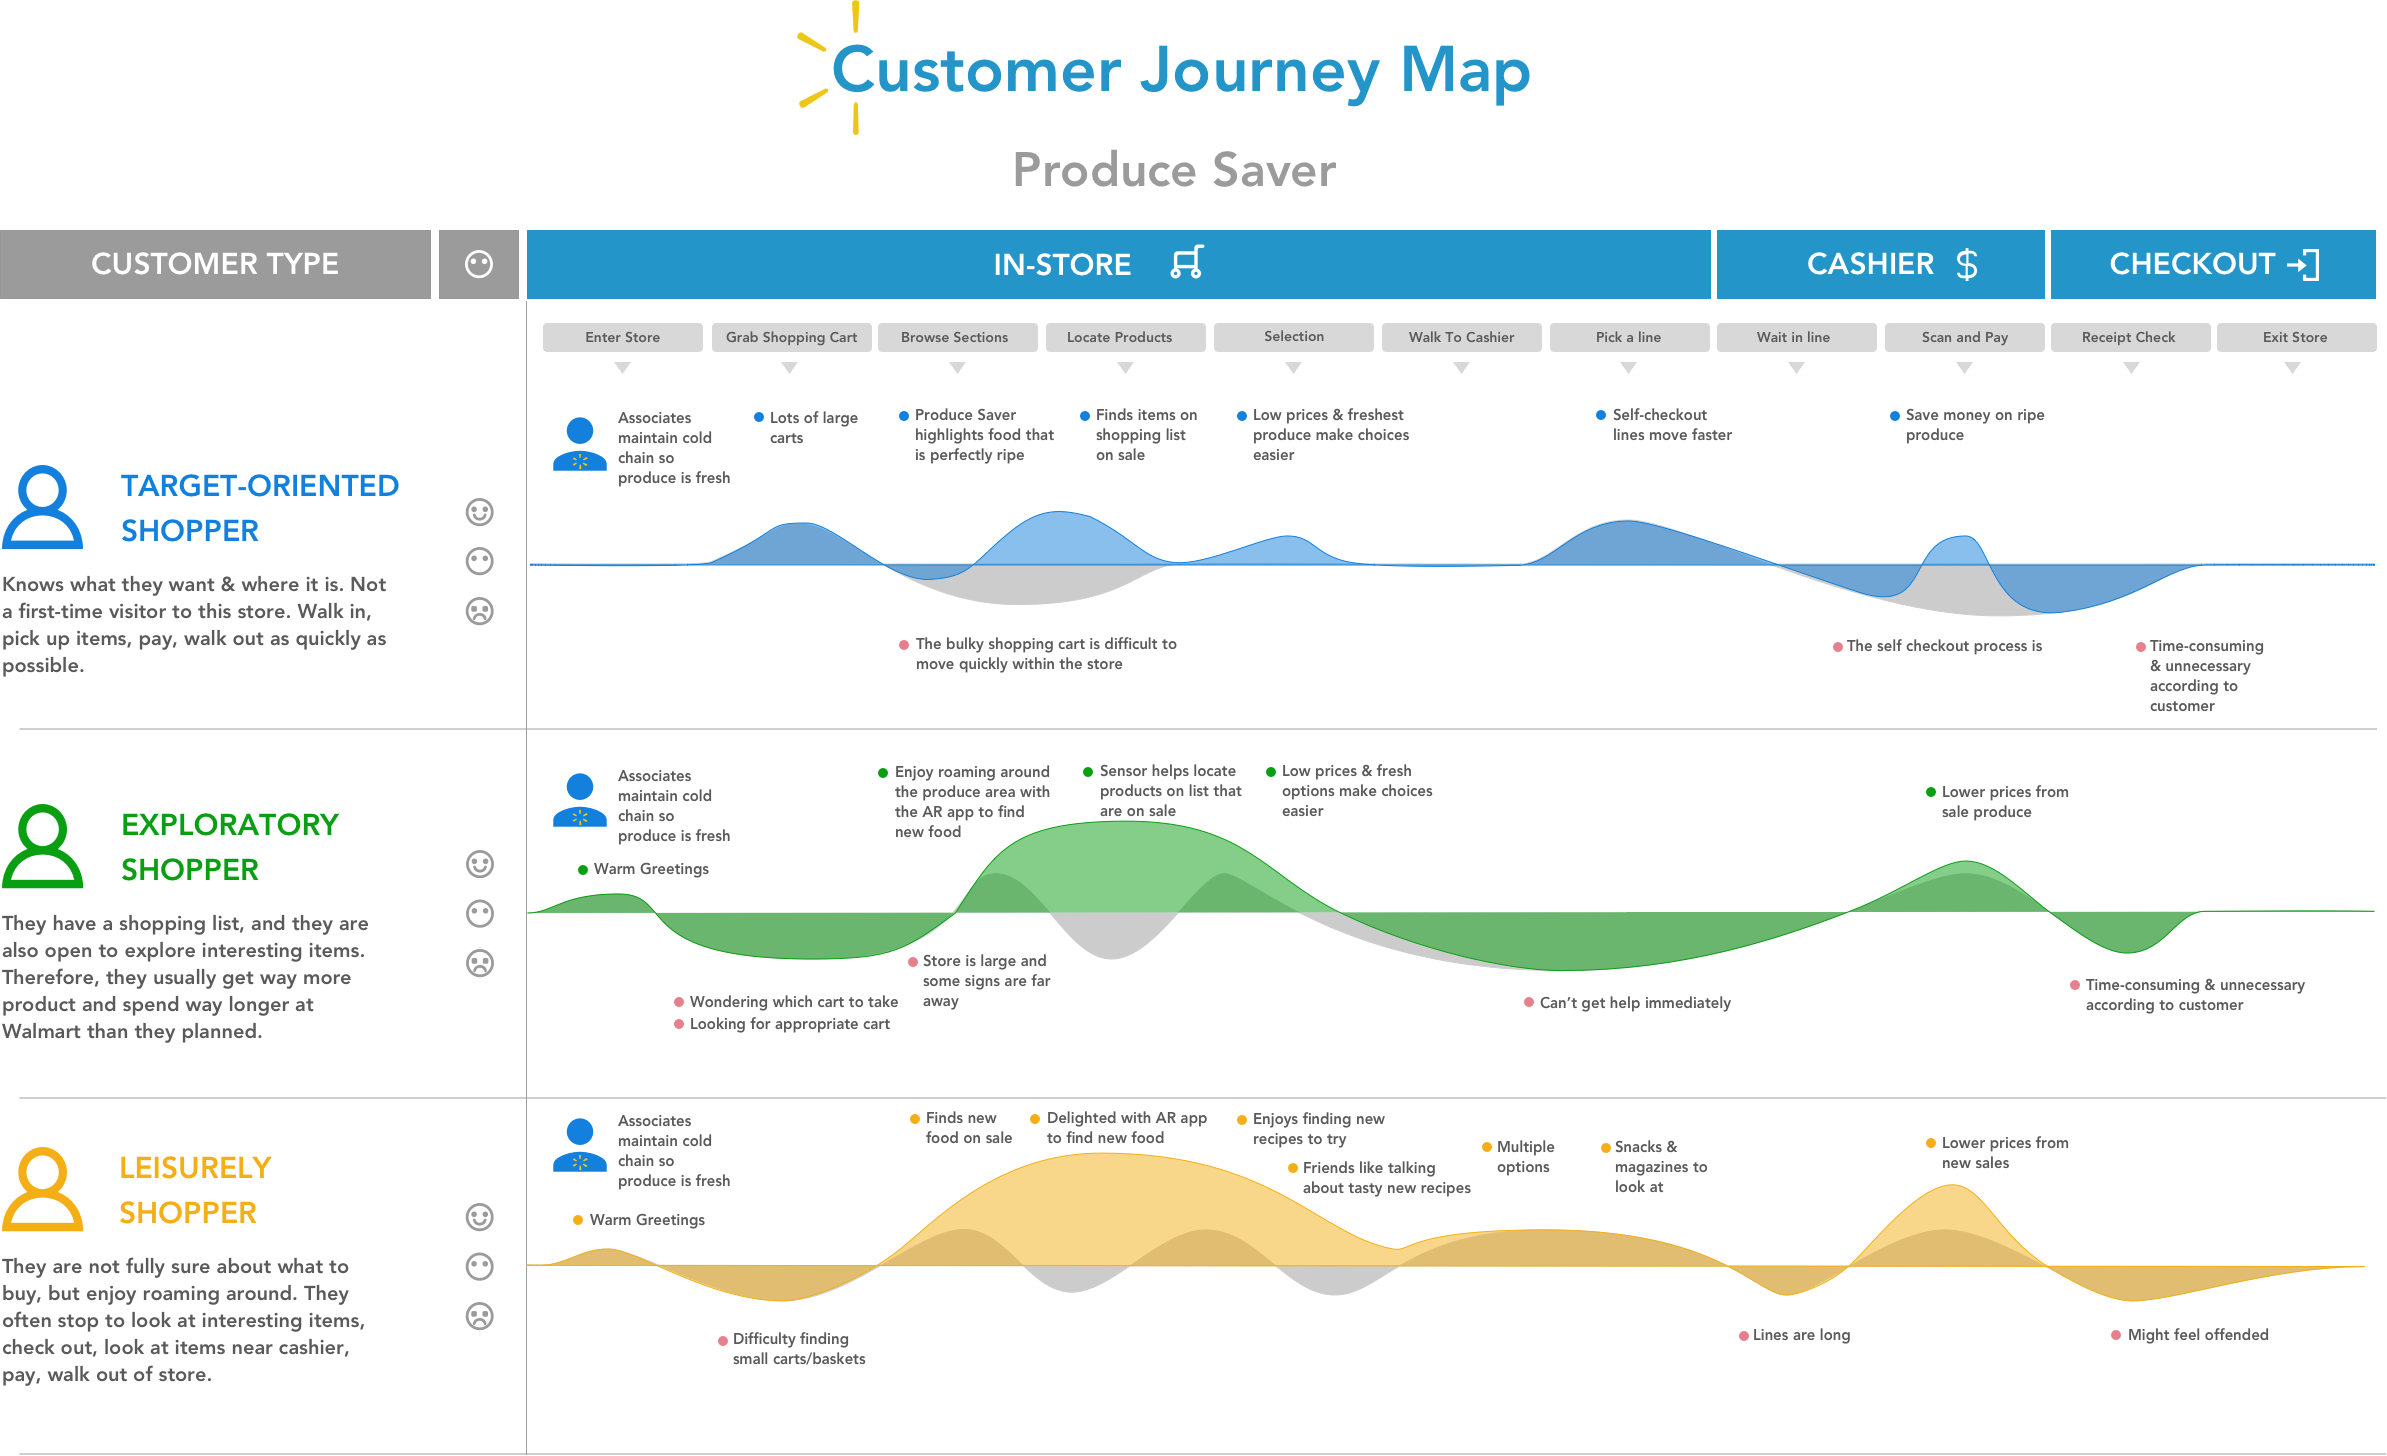 Customer Journey Map
Produce Saver
CUSTOMER TYPE
IN-STORE
CASHIER $
CHECKOUT
Enter Store
Grab Shopping Cart
Browse Sections
Locate Products
Selection
Walk To Cashier
Pick a line
Wait in line
Scan and Pay
Receipt Check
Exit Store
TARGET-ORIENTED
SHOPPER
Knows what they want & where it is. Not
a first-time visitor to this store. Walk in,
pick up items, pay, walk out as quickly as
possible.
Associates
maintain cold
chain so
produce is fresh
Lots of large
carts
Produce Saver
highlights food that
is perfectly ripe
Finds items on
shopping list
on sale
Low prices & freshest
produce make choices
easier
Self-checkout
lines move faster
Save money on ripe
produce
The bulky shopping cart is difficult to
move quickly within the store
The self checkout process is
Time-consuming
& unnecessary
according to
customer
EXPLORATORY
SHOPPER
They have a shopping list, and they are
also open to explore interesting items.
Therefore, they usually get way more
product and spend way longer at
Walmart than they planned.
Associates
maintain cold
chain so
produce is fresh
Warm Greetings
Enjoy roaming around
the produce area with
the AR app to find
new food
Sensor helps locate
products on list that
are on sale
Low prices & fresh
options make choices
easier
Lower prices from
sale produce
Wondering which cart to take
Looking for appropriate cart
Store is large and
some signs are far
away
Can't get help immediately
Time-consuming & unnecessary
according to customer
LEISURELY
SHOPPER
They are not fully sure about what to
buy, but enjoy roaming around. They
often stop to look at interesting items,
check out, look at items near cashier,
pay, walk out of store.
Associates
maintain cold
chain so
produce is fresh
Warm Greetings
Finds new
food on sale
Delighted with AR app
to find new food
Enjoys finding new
recipes to try
Friends like talking
about tasty new recipes
Multiple
options
Snacks &
magazines to
look at
Lower prices from
new sales
Difficulty finding
small carts/baskets
Lines are long
Might feel offended